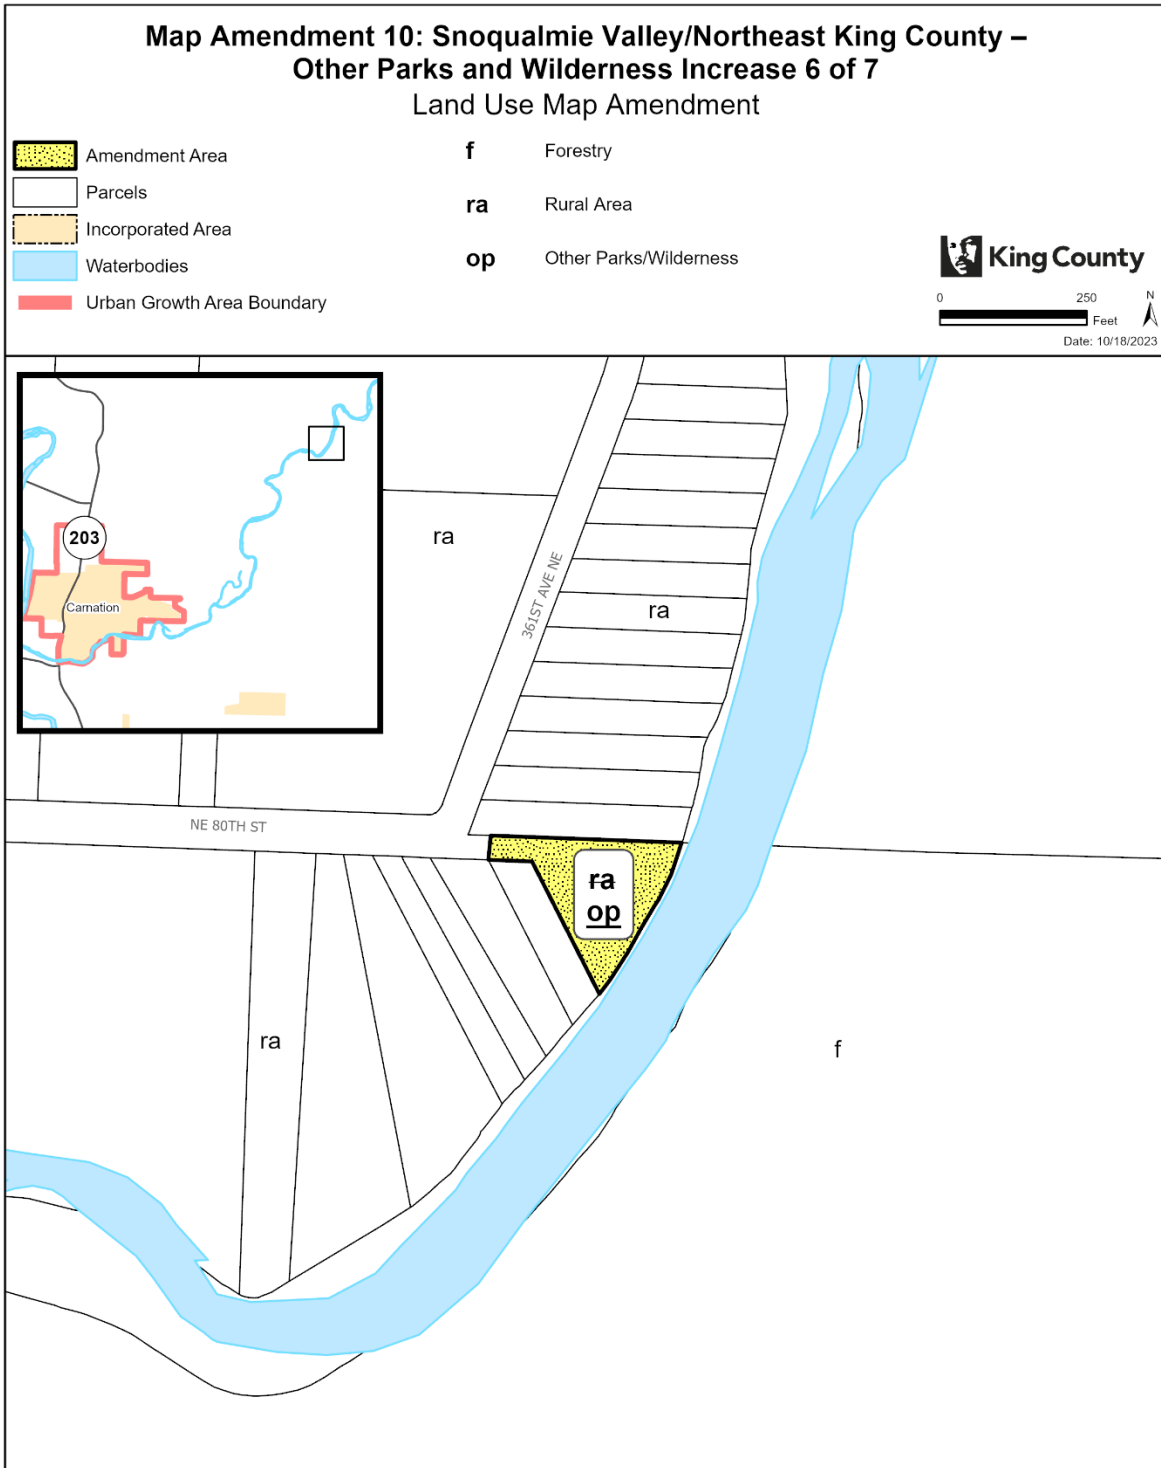 Map Amendment 10: Snoqualmie Valley/Northeast King County –
Other Parks and Wilderness Increase 6 of 7
Land Use Map Amendment
Amendment Area
Parcels
Incorporated Area
Waterbodies
Urban Growth Area Boundary
f Forestry
ra Rural Area
op Other Parks/Wilderness
King County
0 250
Feet
N
Date: 10/18/2023
203
Carnation
ra
361ST AVE NE
ra
NE 80TH ST
ra
op
ra
f